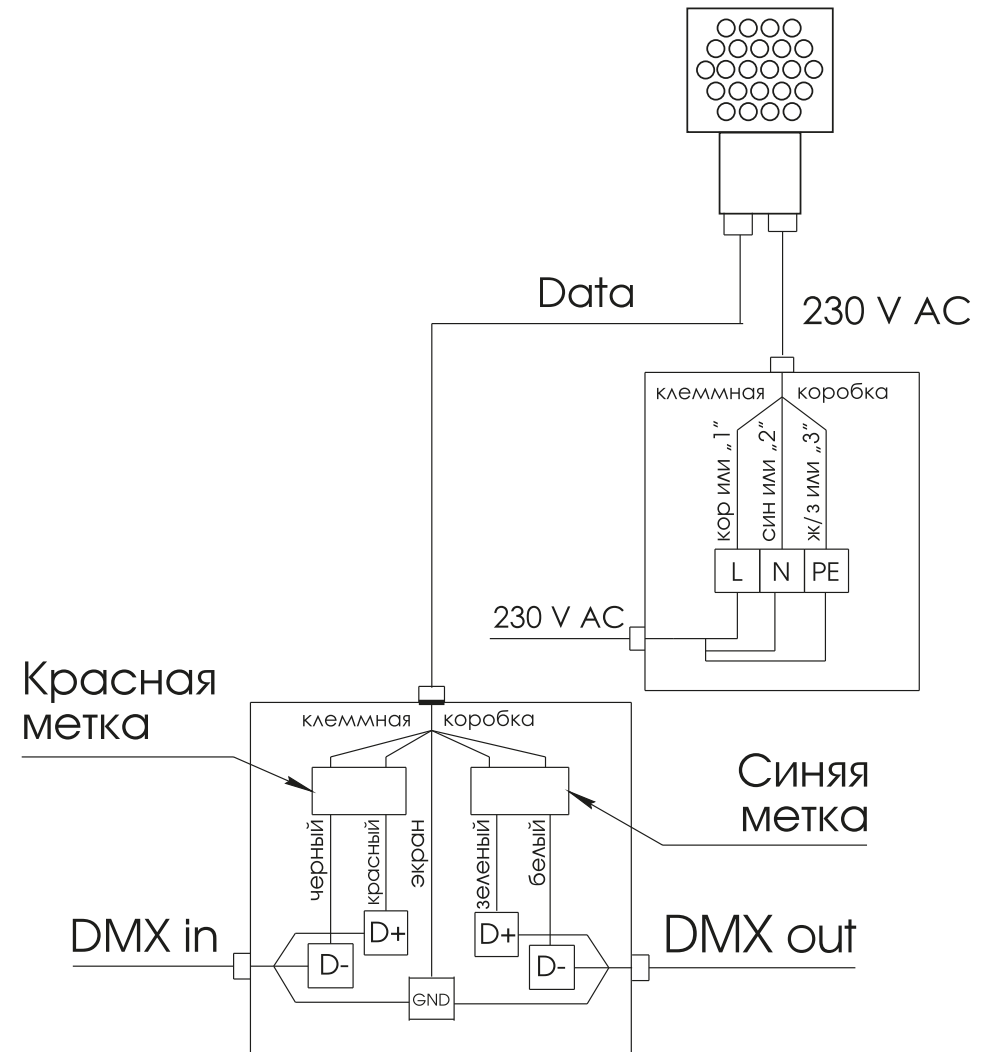 Data
230 V AC
клеммная коробка
кор или „1“
син или „2“
ж/з или „3“
L N PE
230 V AC
Красная
метка
клеммная коробка
Синяя
метка
черный
красный
экран
зеленый
белый
DMX in
D+
D-
GND
D+
D-
DMX out